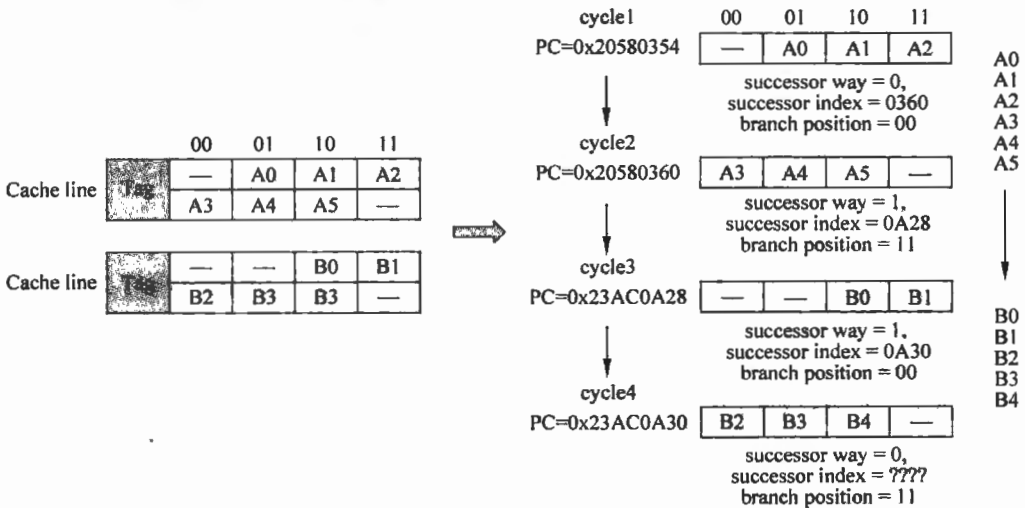 00 01 10 11
Cache line Tag — A0 A1 A2
A3 A4 A5 —
Cache line Tag — — B0 B1
B2 B3 B3 —
cycle1 00 01 10 11
PC=0x20580354 — A0 A1 A2
successor way = 0,
successor index = 0360
branch position = 00
cycle2
PC=0x20580360 A3 A4 A5 —
successor way = 1,
successor index = 0A28
branch position = 11
cycle3
PC=0x23AC0A28 — — B0 B1
successor way = 1,
successor index = 0A30
branch position = 00
cycle4
PC=0x23AC0A30 B2 B3 B4 —
successor way = 0,
successor index = ????
branch position = 11
A0
A1
A2
A3
A4
A5
B0
B1
B2
B3
B4